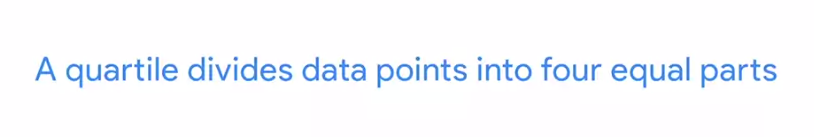 A quartile divides data points into four equal parts